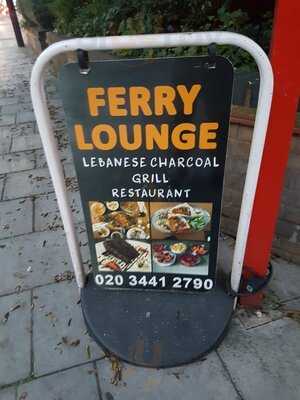 FERRY
LOUNGE
LEBANESE CHARCOAL
GRILL
RESTAURANT
020 3441 2790